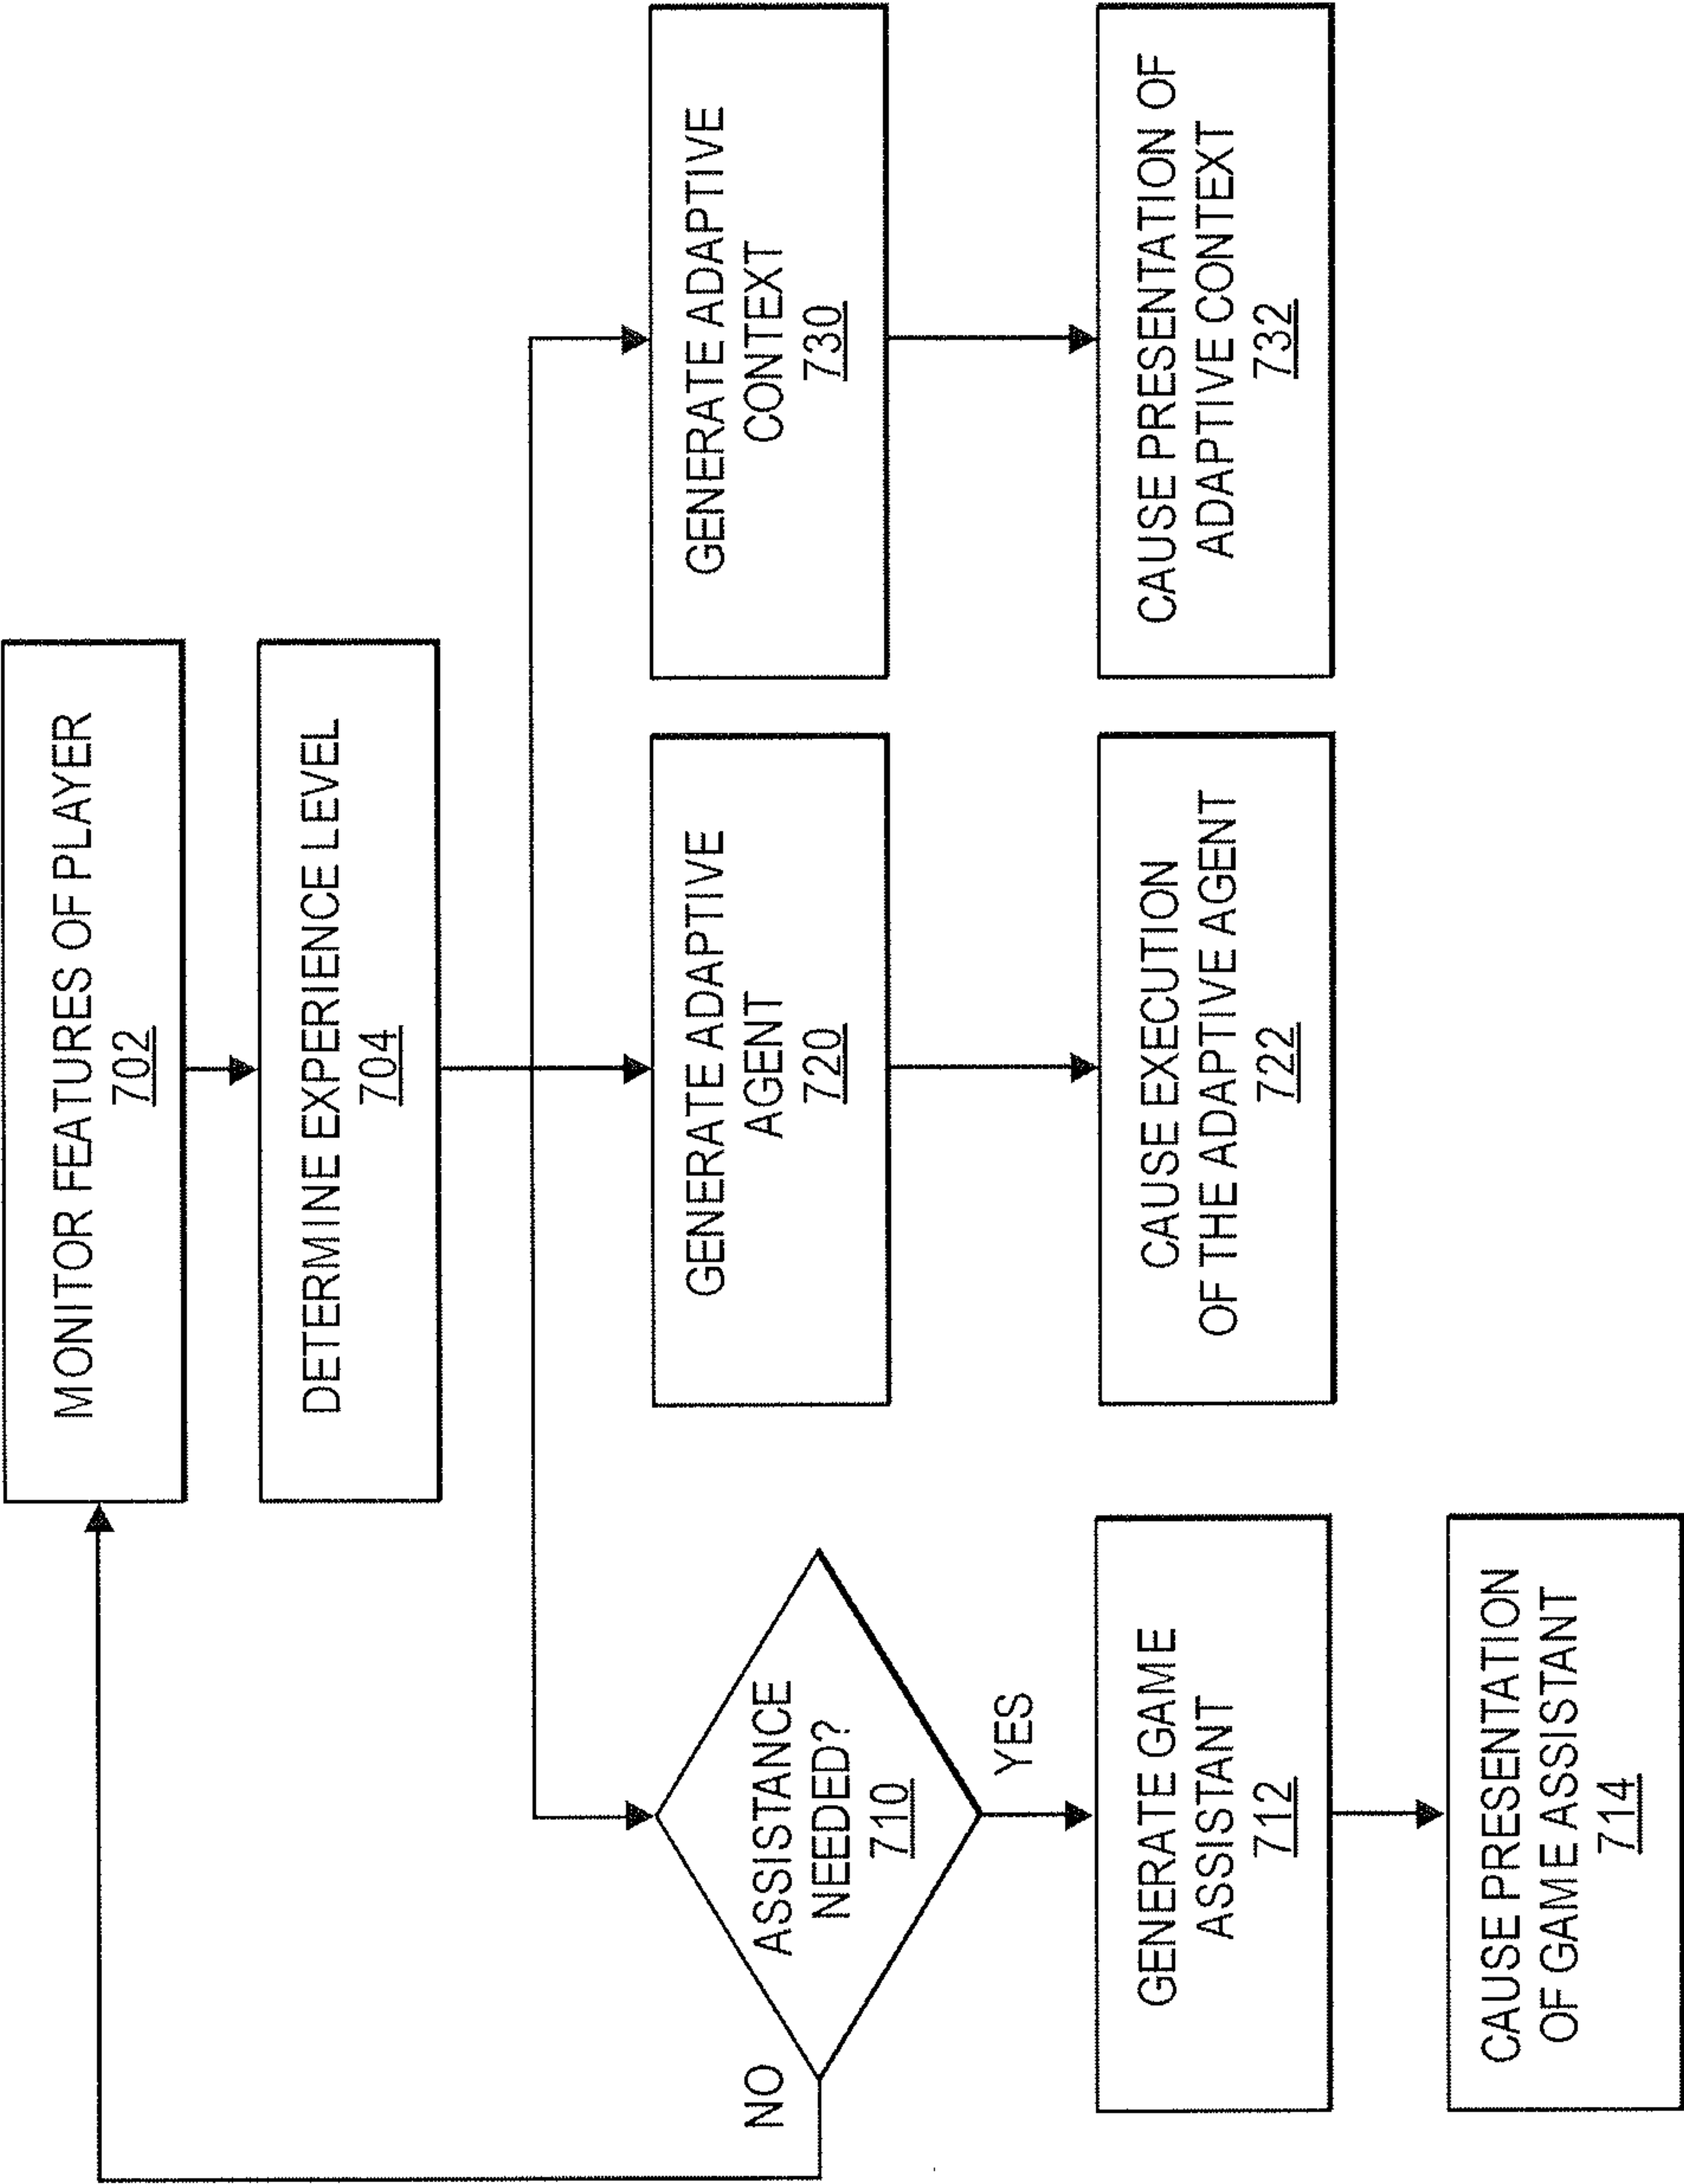 MONITOR FEATURES OF PLAYER
702
DETERMINE EXPERIENCE LEVEL
704
NO
ASSISTANCE
NEEDED?
710
YES
GENERATE GAME
ASSISTANT
712
CAUSE PRESENTATION
OF GAME ASSISTANT
714
GENERATE ADAPTIVE
AGENT
720
CAUSE EXECUTION
OF THE ADAPTIVE AGENT
722
GENERATE ADAPTIVE
CONTEXT
730
CAUSE PRESENTATION OF
ADAPTIVE CONTEXT
732